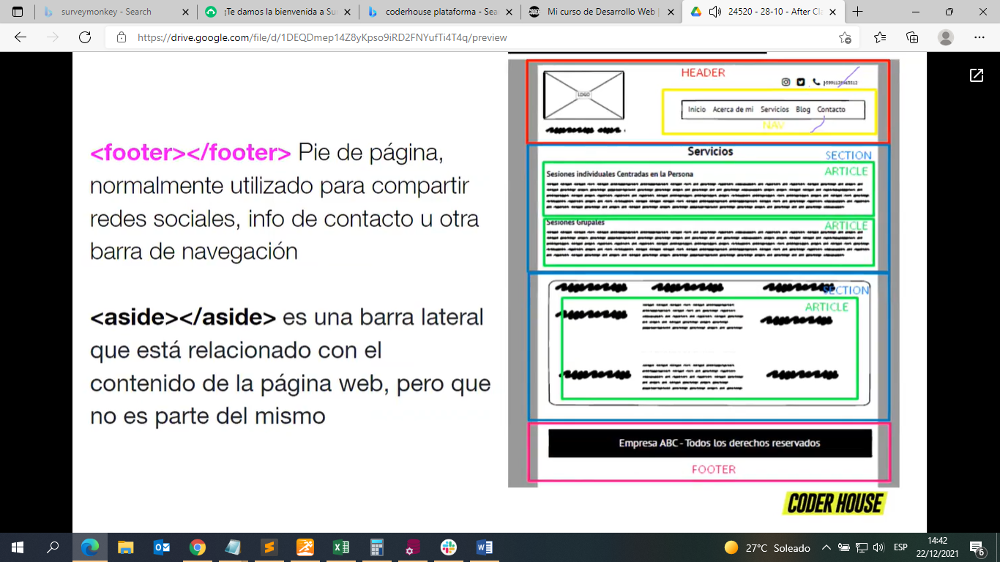 surveymonkey - Search
¡Te damos la bienvenida a Su
coderhouse plataforma - Sea
Mi curso de Desarrollo Web |
24520 - 28-10 - After Cla
https://drive.google.com/file/d/1DEQDmep14Z8yKpso9iRD2FNYufTi4T4q/preview
<footer></footer> Pie de página,
normalmente utilizado para compartir
redes sociales, info de contacto u otra
barra de navegación
<aside></aside> es una barra lateral
que está relacionado con el
contenido de la página web, pero que
no es parte del mismo
HEADER
LOGO
Inicio Acerca de mi Servicios Blog Contacto
NAV
Servicios
SECTION
ARTICLE
Sesiones individuales Centradas en la Persona
Sesiones Grupales
ARTICLE
SECTION
ARTICLE
Empresa ABC - Todos los derechos reservados
FOOTER
CODER HOUSE
27°C Soleado
ESP
14:42
22/12/2021
6